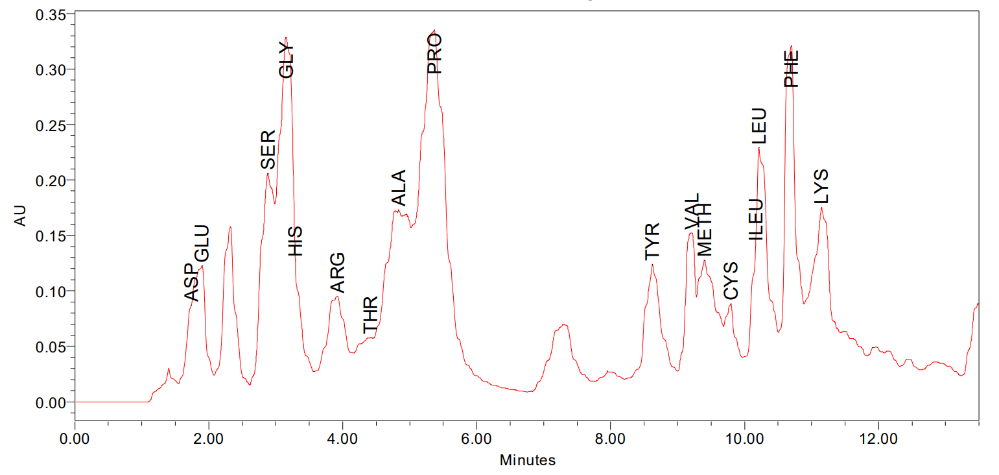 0.35
0.30
0.25
0.20
0.15
0.10
0.05
0.00
AU
ASP
GLU
SER
GLY
HIS
ARG
THR
ALA
PRO
TYR
VAL
METH
CYS
ILEU
LEU
PHE
LYS
0.00 2.00 4.00 6.00 8.00 10.00 12.00
Minutes